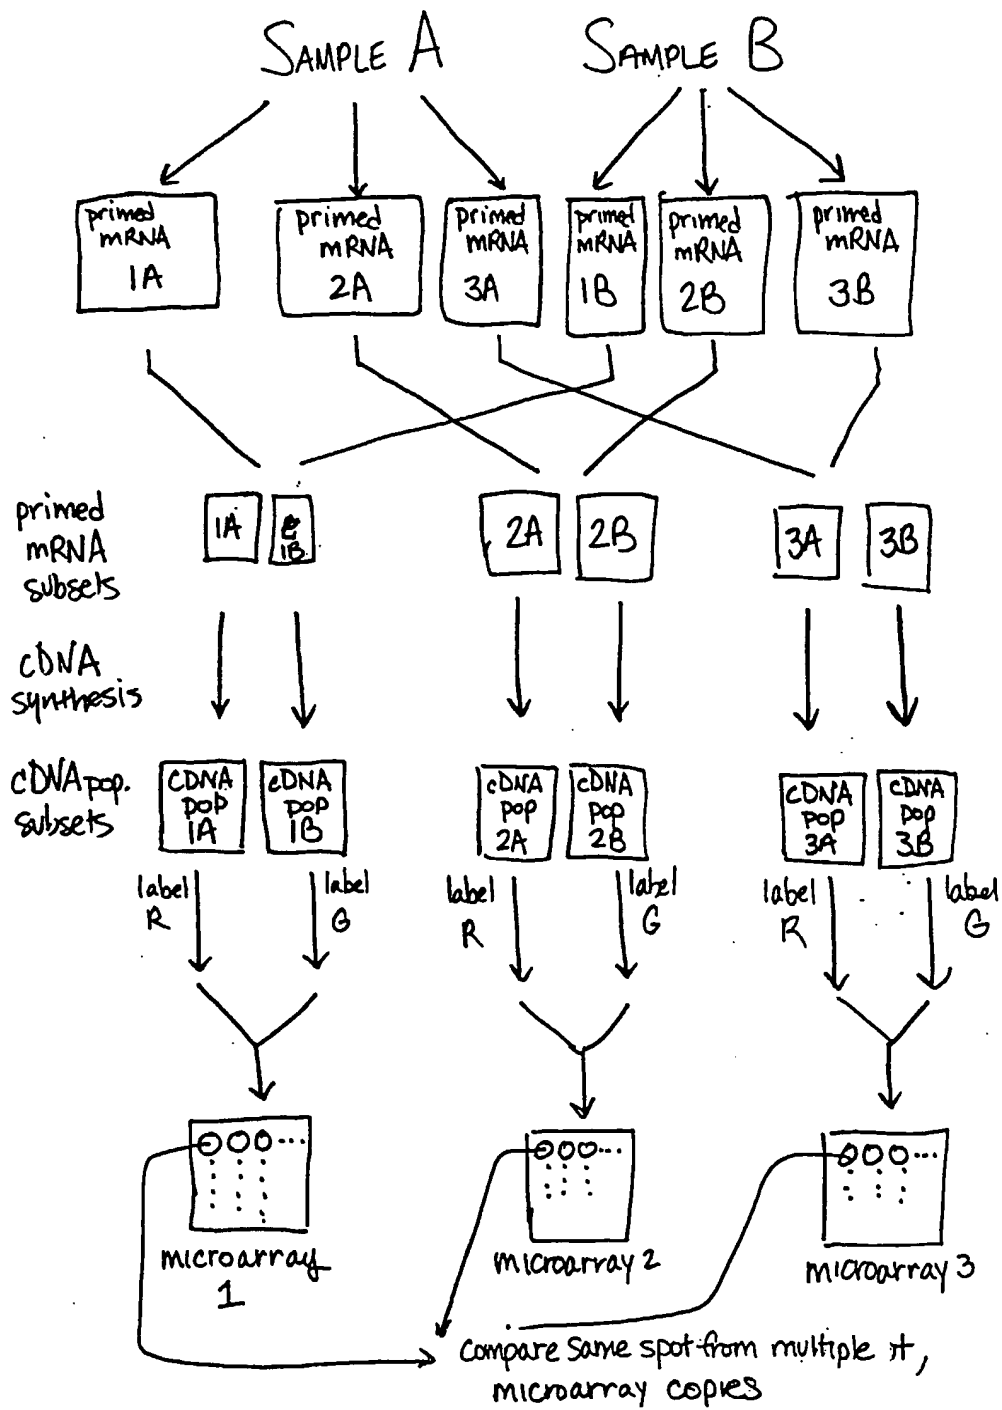 SAMPLE A
SAMPLE B
primed
mRNA
1A
primed
mRNA
2A
primed
mRNA
3A
primed
mRNA
1B
primed
mRNA
2B
primed
mRNA
3B
primed
mRNA
subsets
1A
1B
2A
2B
3A
3B
cDNA
synthesis
cDNA pop.
subsets
cDNA
pop
1A
cDNA
pop
1B
cDNA
pop
2A
cDNA
pop
2B
cDNA
pop
3A
cDNA
pop
3B
label
R
label
G
label
R
label
G
label
R
label
G
microarray
1
microarray 2
microarray 3
compare same spot from multiple
microarray copies